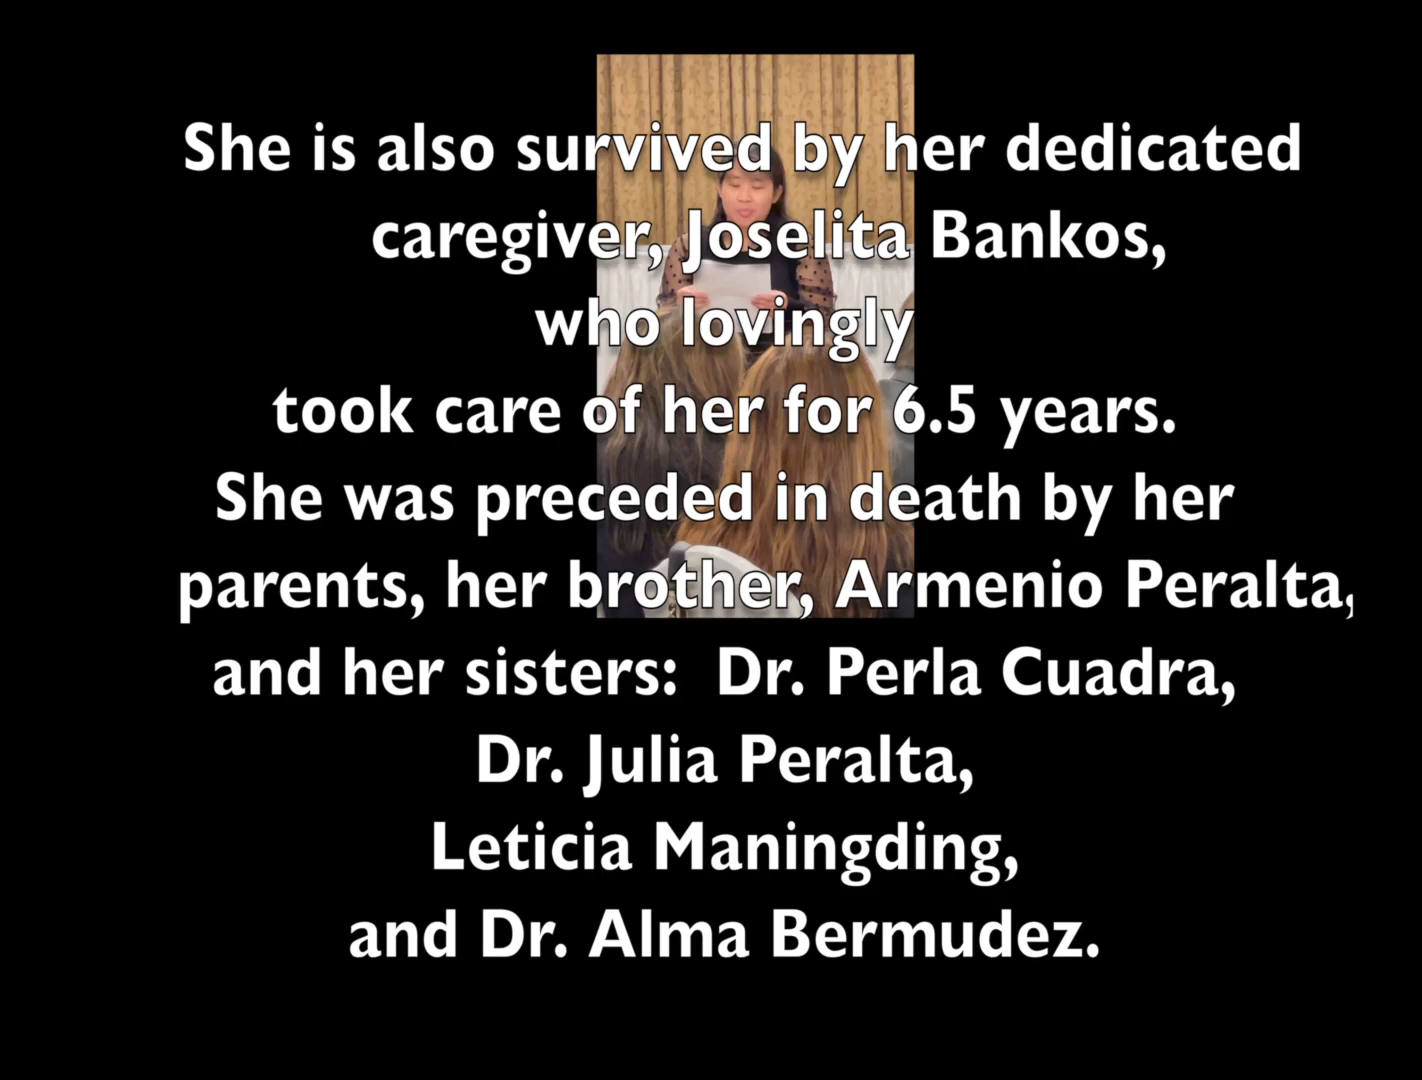 She is also survived by her dedicated
caregiver, Joselita Bankos,
who lovingly
took care of her for 6.5 years.
She was preceded in death by her
parents, her brother, Armenio Peralta,
and her sisters:  Dr. Perla Cuadra,
Dr. Julia Peralta,
Leticia Maningding,
and Dr. Alma Bermudez.